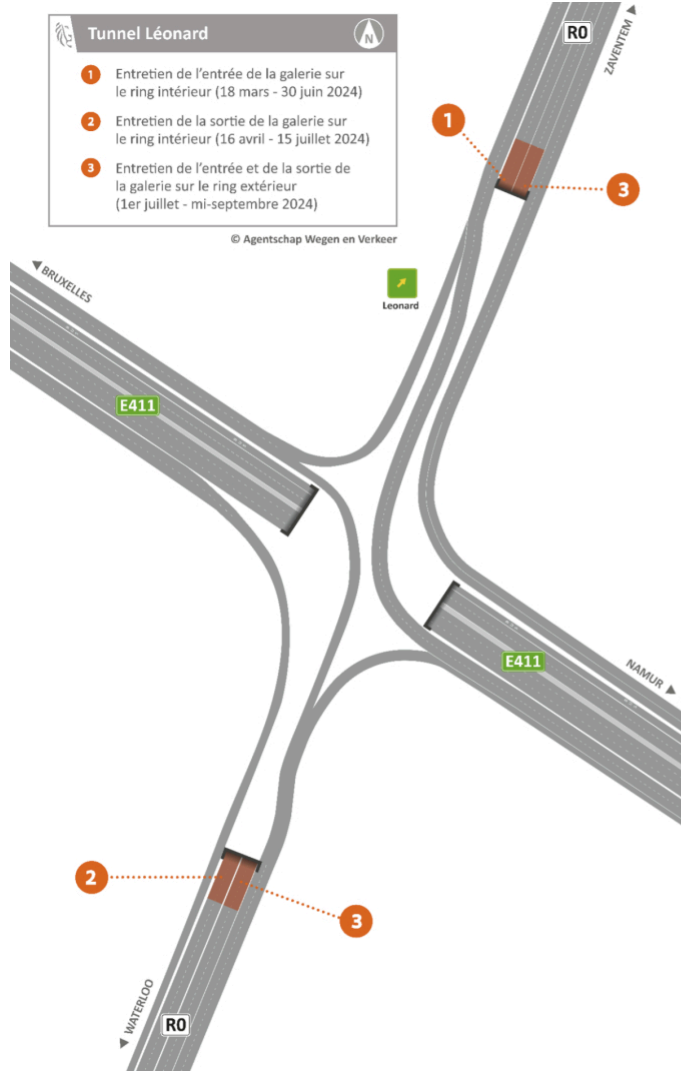 Tunnel Léonard
N
1 Entretien de l'entrée de la galerie sur
le ring intérieur (18 mars - 30 juin 2024)
2 Entretien de la sortie de la galerie sur
le ring intérieur (16 avril - 15 juillet 2024)
3 Entretien de l'entrée et de la sortie de
la galerie sur le ring extérieur
(1er juillet - mi-septembre 2024)
© Agentschap Wegen en Verkeer
R0
ZAVENTEM
1
3
BRUXELLES
Leonard
E411
E411
NAMUR
2
3
WATERLOO
R0